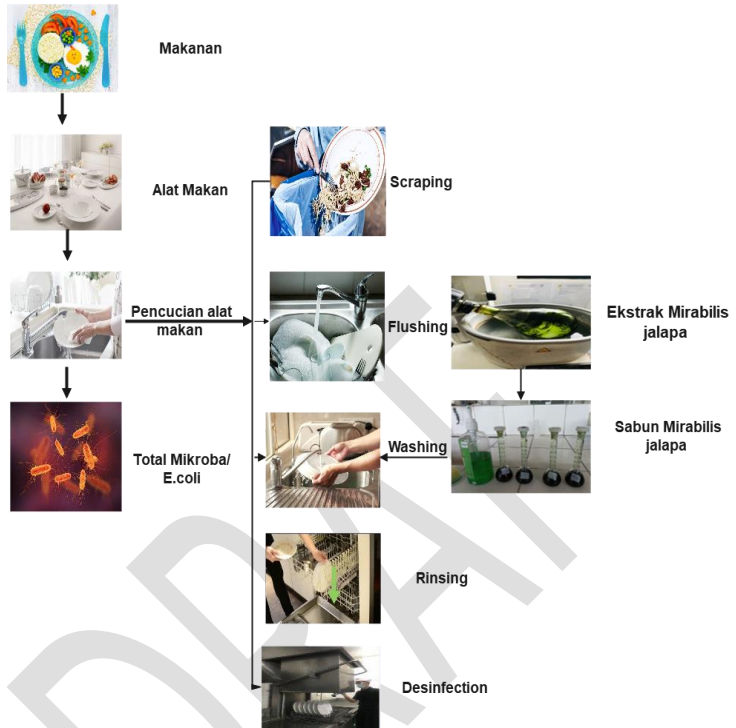 Makanan
Alat Makan
Scraping
Pencucian alat
makan
Flushing
Ekstrak Mirabilis
jalapa
Total Mikroba/
E.coli
Washing
Sabun Mirabilis
jalapa
Rinsing
Desinfection
DRAFT